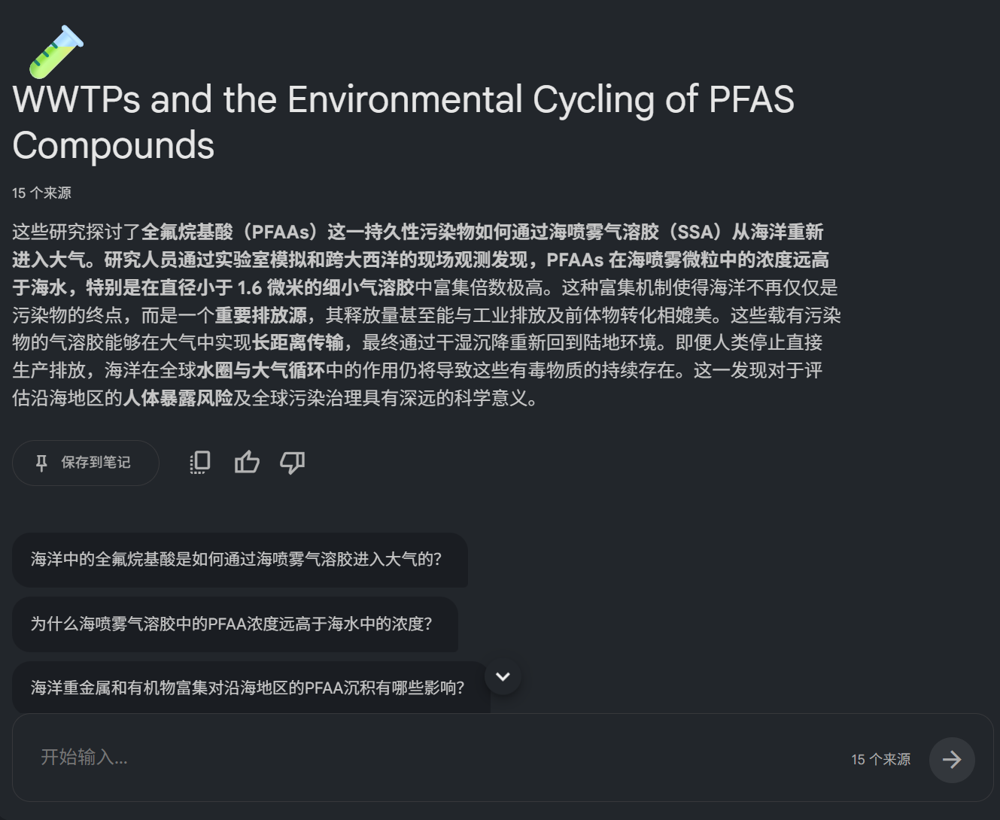 WWTPs and the Environmental Cycling of PFAS
Compounds
15 个来源
这些研究探讨了全氟烷基酸（PFAAs）这一持久性污染物如何通过海喷雾气溶胶（SSA）从海洋重新
进入大气。研究人员通过实验室模拟和跨大西洋的现场观测发现，PFAAs 在海喷雾微粒中的浓度远高
于海水，特别是在直径小于 1.6 微米的细小气溶胶中富集倍数极高。这种富集机制使得海洋不再仅仅是
污染物的终点，而是一个重要排放源，其释放量甚至能与工业排放及前体物转化相媲美。这些载有污染
物的气溶胶能够在大气中实现长距离传输，最终通过干湿沉降重新回到陆地环境。即便人类停止直接
生产排放，海洋在全球水圈与大气循环中的作用仍将导致这些有毒物质的持续存在。这一发现对于评
估沿海地区的人体暴露风险及全球污染治理具有深远的科学意义。
保存到笔记
海洋中的全氟烷基酸是如何通过海喷雾气溶胶进入大气的？
为什么海喷雾气溶胶中的PFAA浓度远高于海水中的浓度？
海洋重金属和有机物富集对沿海地区的PFAA沉积有哪些影响？
开始输入...
15 个来源